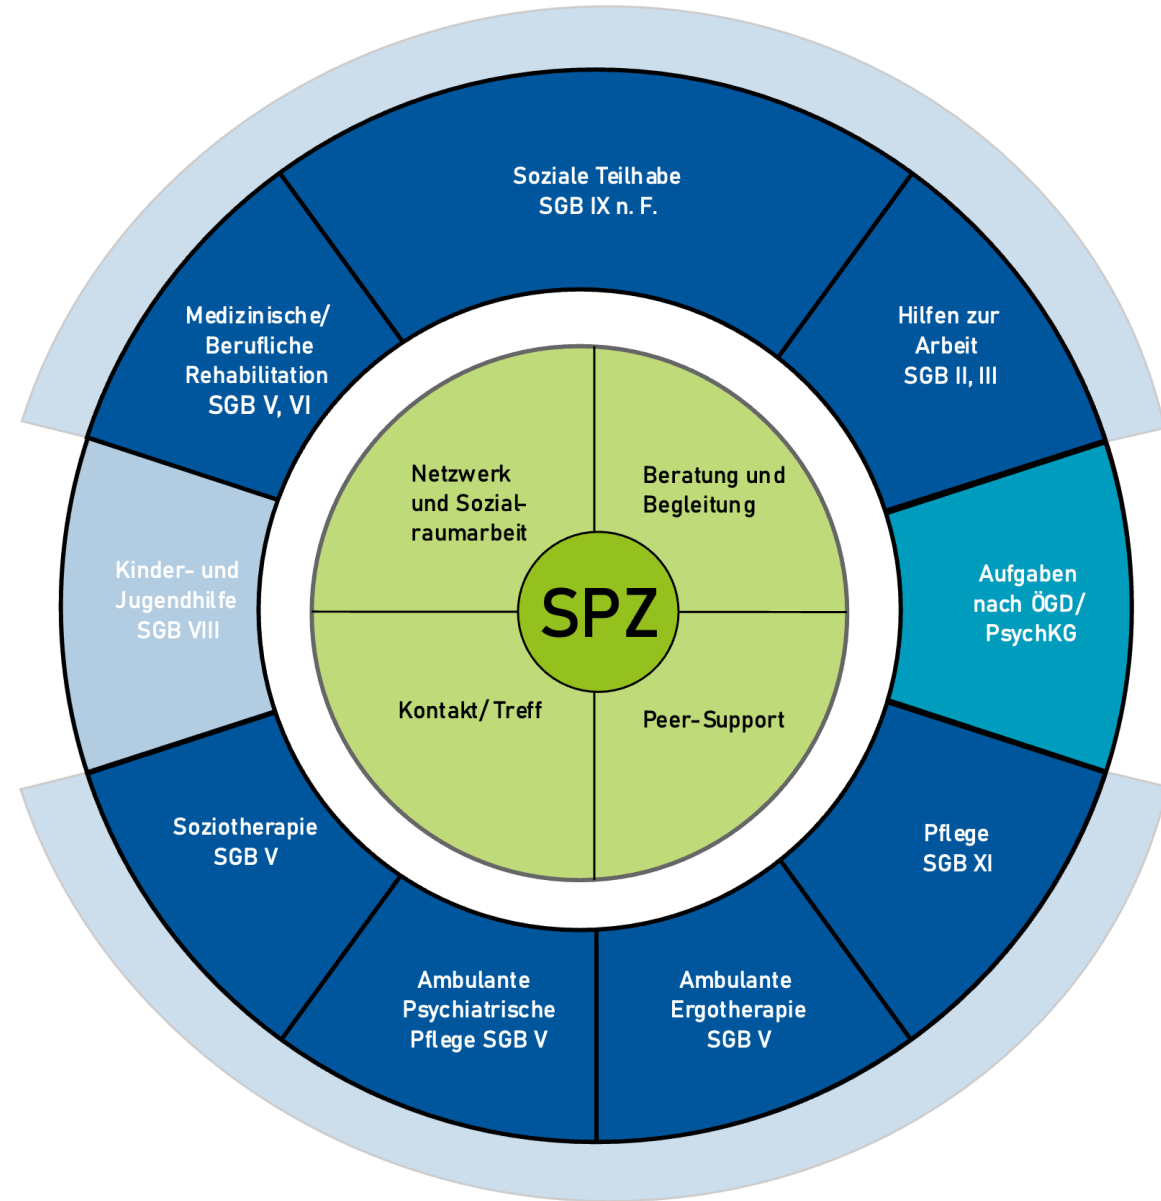 Soziale Teilhabe
SGB IX n. F.
Medizinische/
Berufliche
Rehabilitation
SGB V, VI
Hilfen zur
Arbeit
SGB II, III
Netzwerk
und Sozial-
raumarbeit
Beratung und
Begleitung
Kinder- und
Jugendhilfe
SGB VIII
SPZ
Aufgaben
nach ÖGD/
PsychKG
Kontakt/Treff
Peer-Support
Soziotherapie
SGB V
Pflege
SGB XI
Ambulante
Psychiatrische
Pflege SGB V
Ambulante
Ergotherapie
SGB V